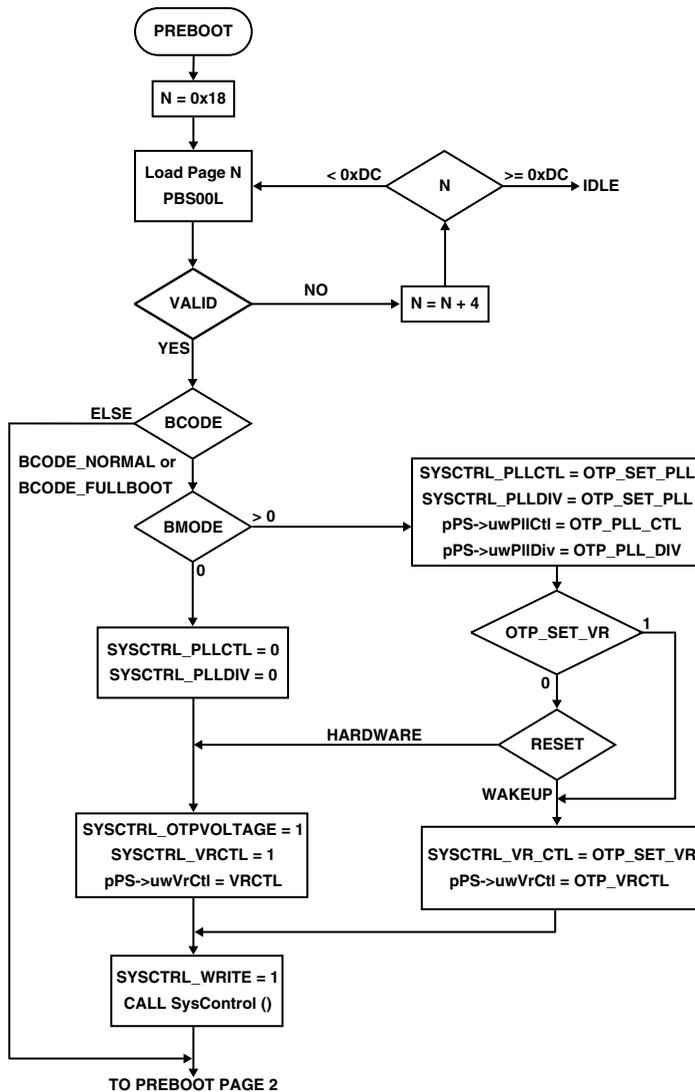 PREBOOT
N = 0x18
Load Page N
PBS00L
< 0xDC
N
>= 0xDC
IDLE
VALID
NO
N = N + 4
YES
ELSE
BCODE
BCODE_NORMAL or
BCODE_FULLBOOT
BMODE
> 0
0
SYSCTRL_PLLCTL = OTP_SET_PLL
SYSCTRL_PLLDIV = OTP_SET_PLL
pPS->uwPllCtl = OTP_PLL_CTL
pPS->uwPllDiv = OTP_PLL_DIV
OTP_SET_VR
1
0
SYSCTRL_PLLCTL = 0
SYSCTRL_PLLDIV = 0
HARDWARE
RESET
WAKEUP
SYSCTRL_OTPVOLTAGE = 1
SYSCTRL_VRCTL = 1
pPS->uwVrCtl = VRCTL
SYSCTRL_VR_CTL = OTP_SET_VR
pPS->uwVrCtl = OTP_VRCTL
SYSCTRL_WRITE = 1
CALL SysControl ()
TO PREBOOT PAGE 2